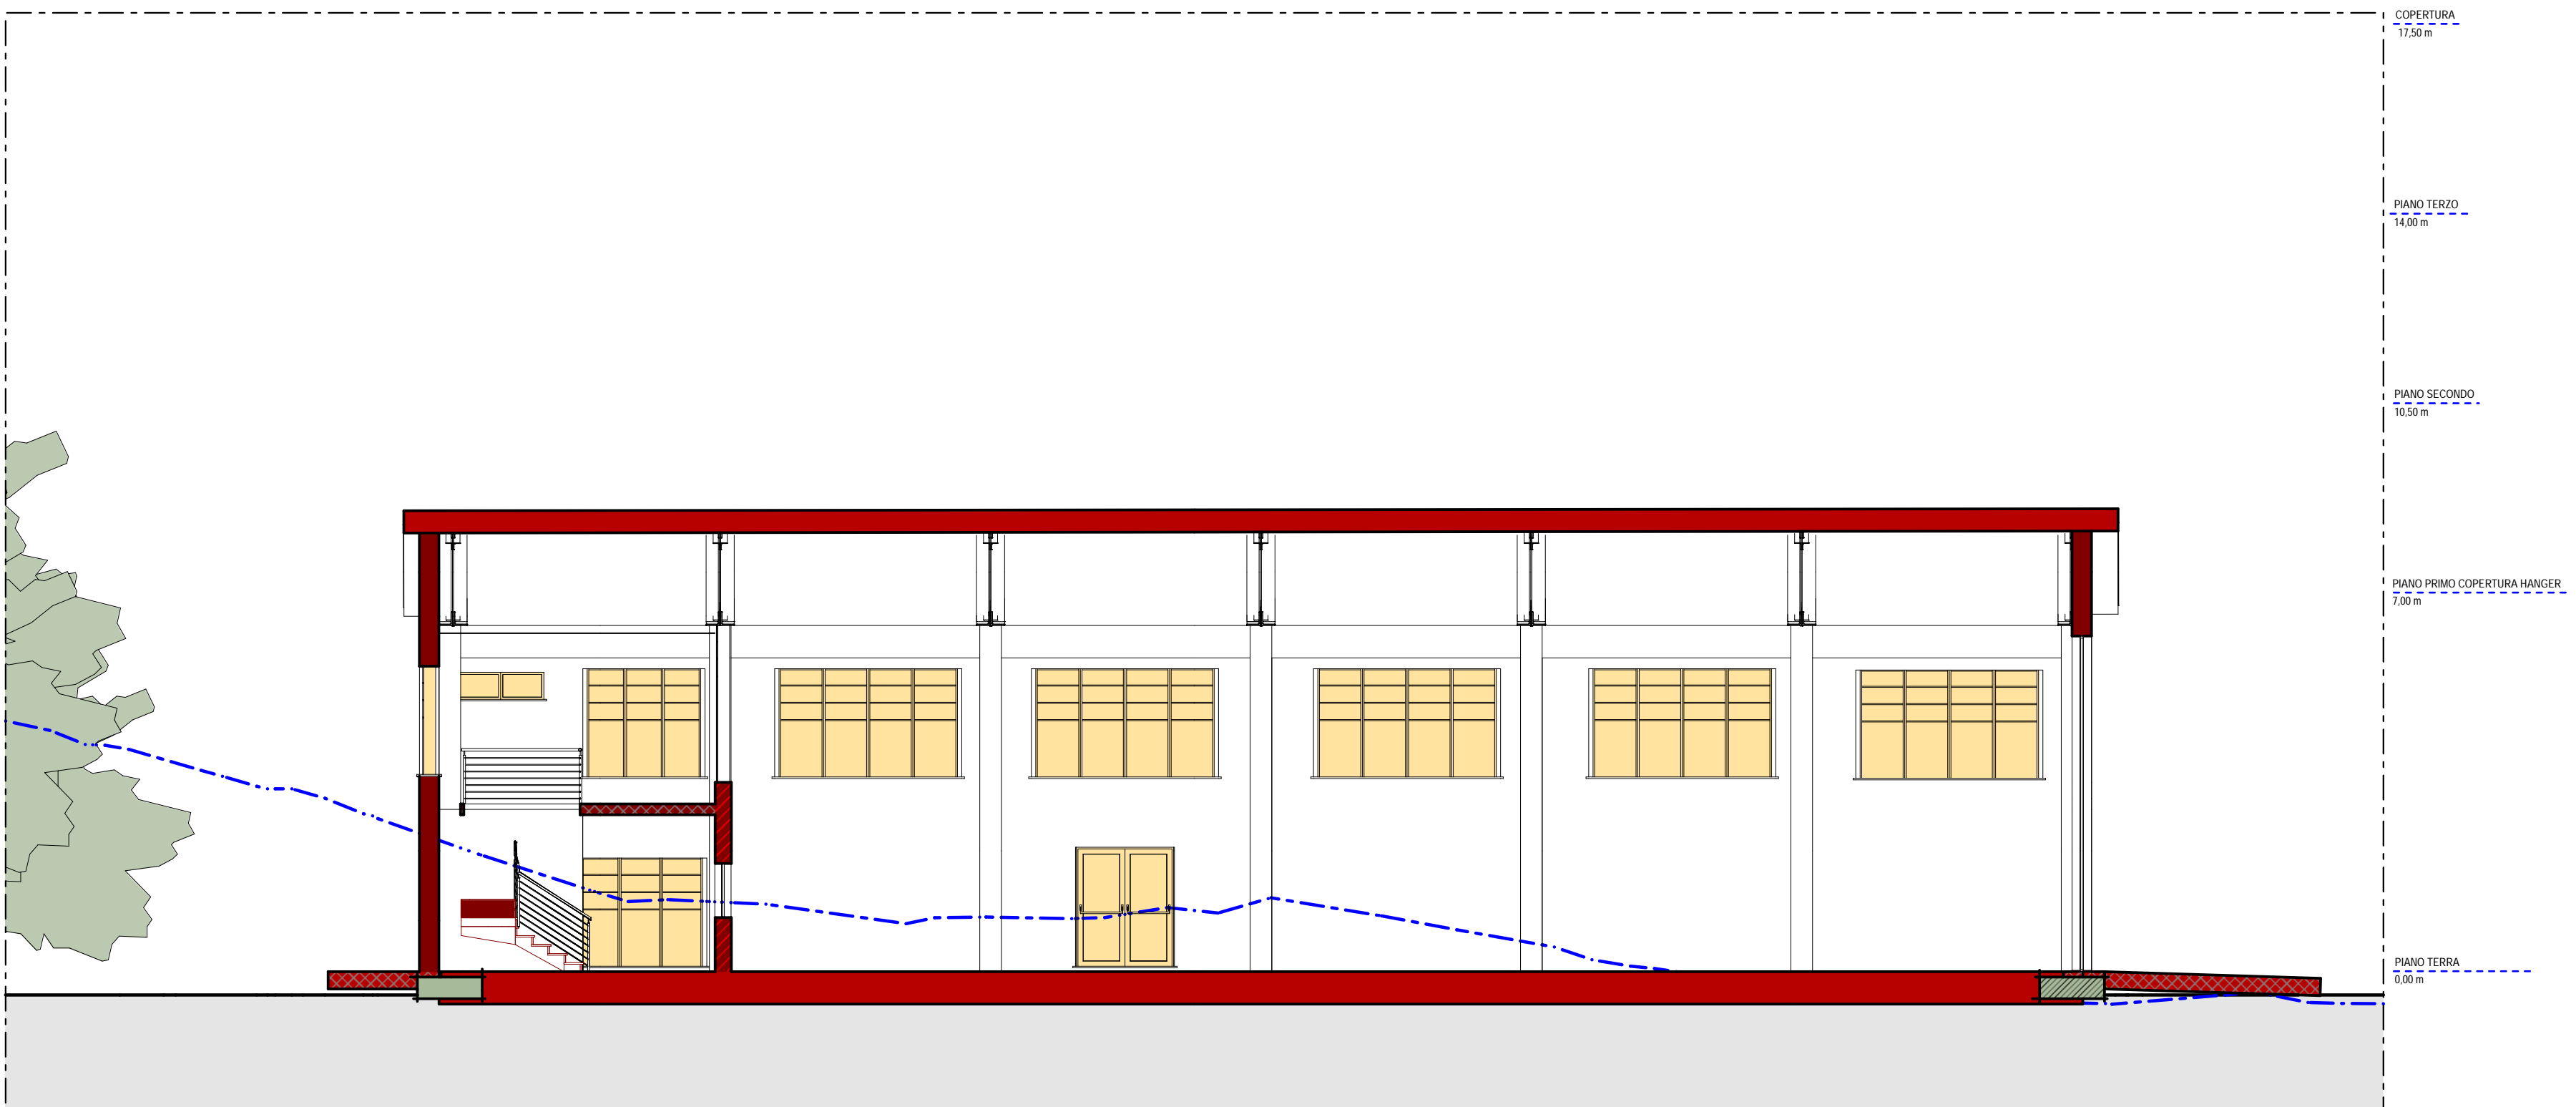 COPERTURA
17,50 m
PIANO TERZO
14,00 m
PIANO SECONDO
10,50 m
PIANO PRIMO COPERTURA HANGER
7,00 m
PIANO TERRA
0,00 m